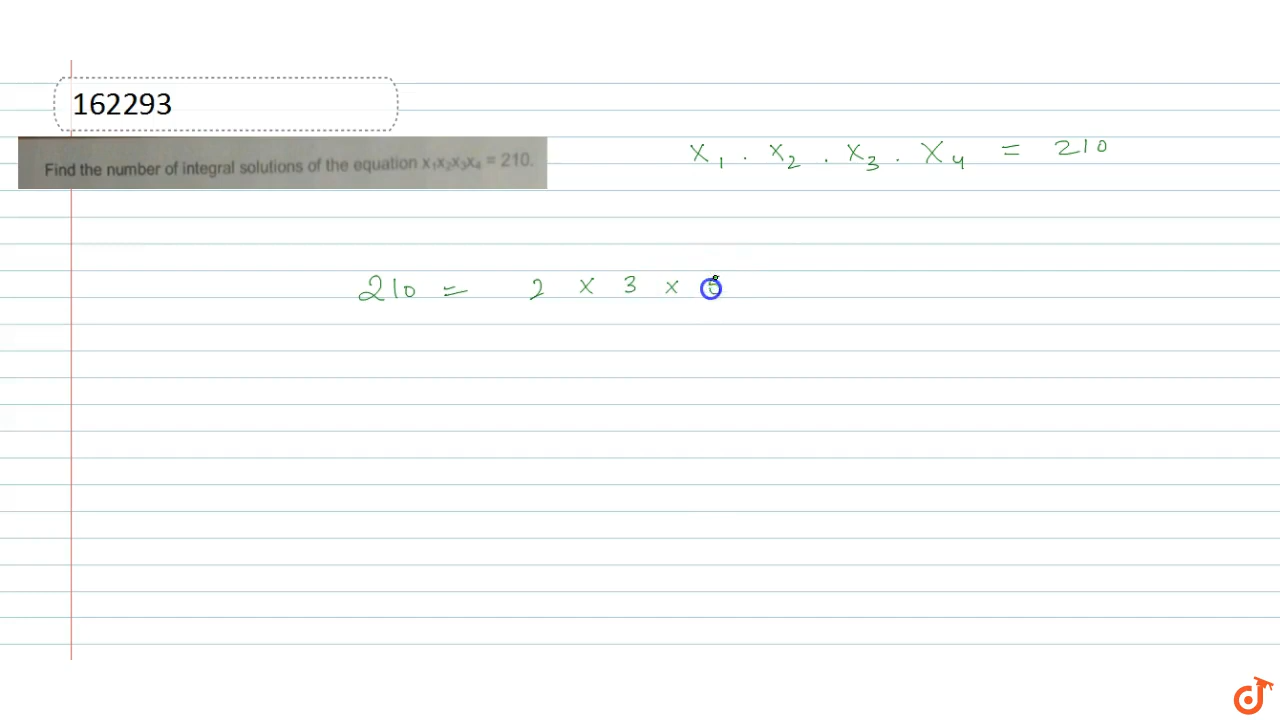 162293
Find the number of integral solutions of the equation x₁x₂x₃x₄ = 210.
x₁ . x₂ . x₃ . x₄ = 210
210 = 2 × 3 × 5